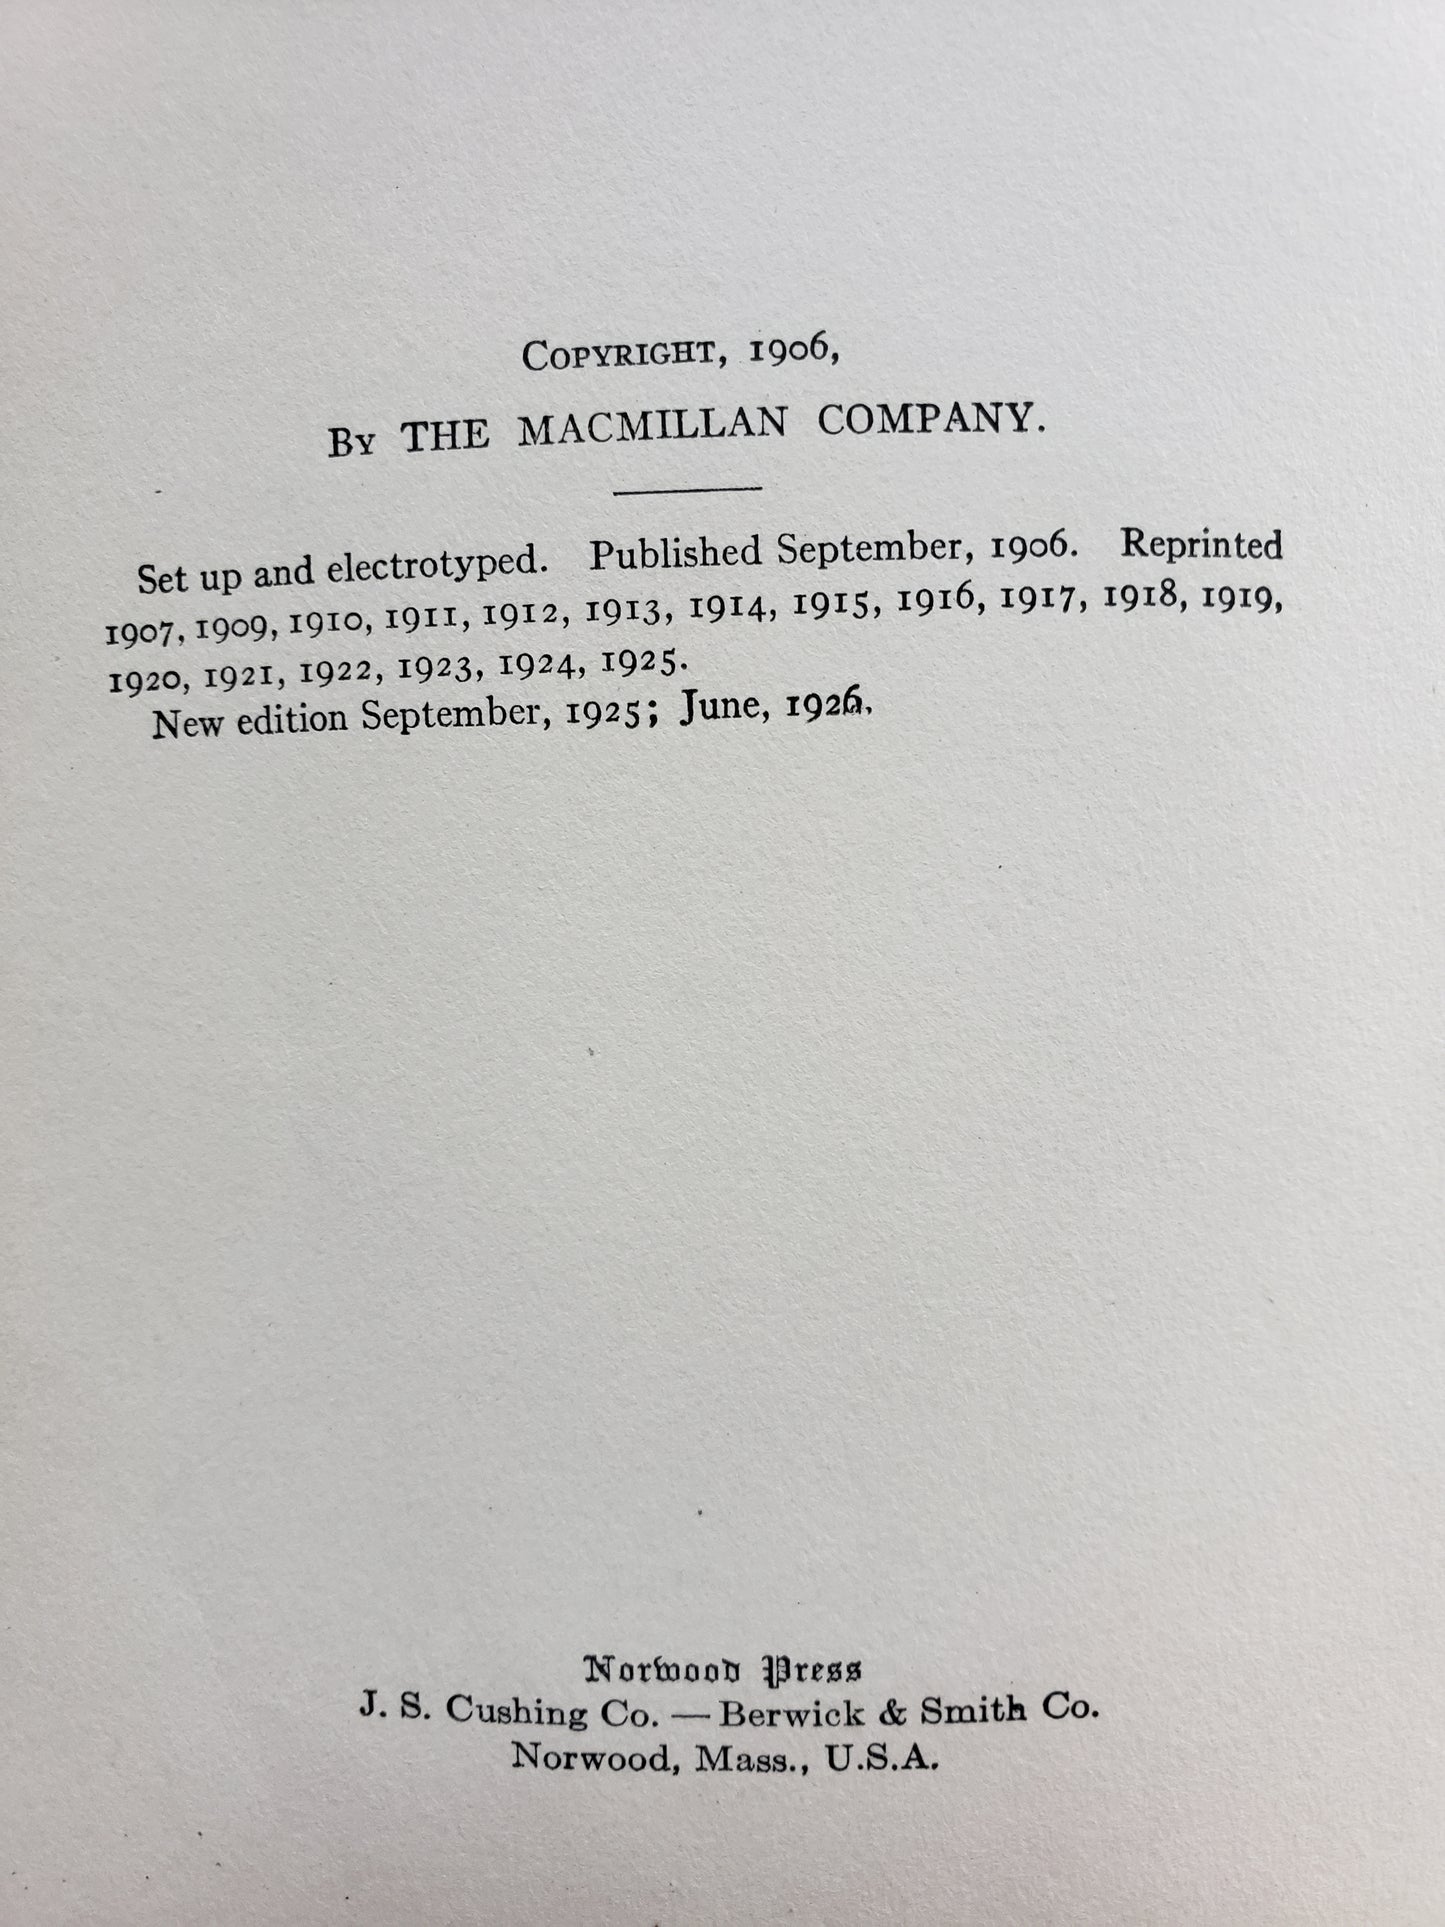 COPYRIGHT, 1906,
BY THE MACMILLAN COMPANY.
Set up and electrotyped. Published September, 1906. Reprinted
1907, 1909, 1910, 1911, 1912, 1913, 1914, 1915, 1916, 1917, 1918, 1919,
1920, 1921, 1922, 1923, 1924, 1925.
New edition September, 1925; June, 1926.
Norwood Press
J. S. Cushing Co. — Berwick & Smith Co.
Norwood, Mass., U.S.A.